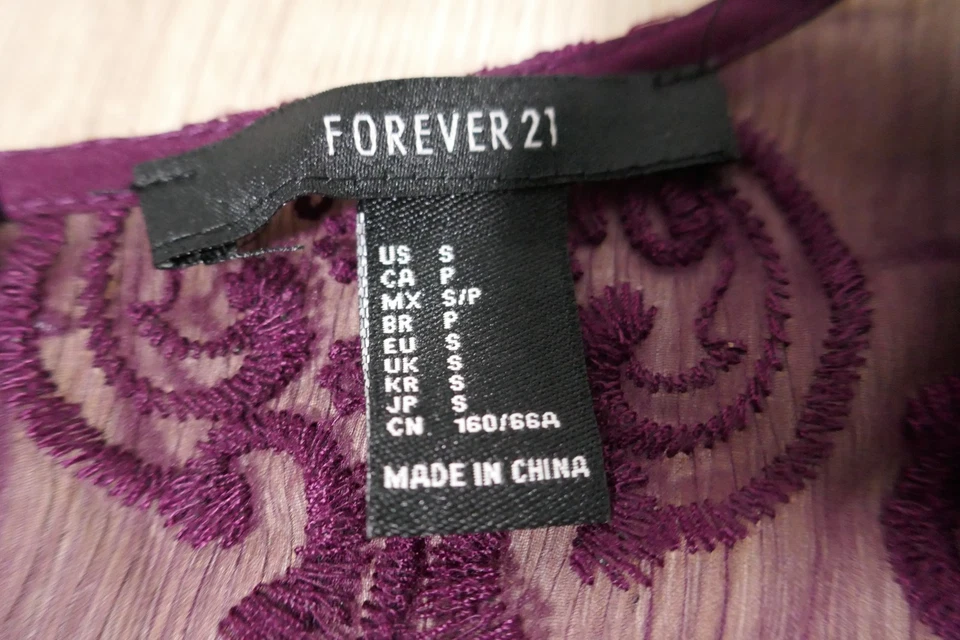 FOREVER 21
US S
CA P
MX S/P
BR P
EU S
UK S
KR S
JP S
CN 160/66A
MADE IN CHINA